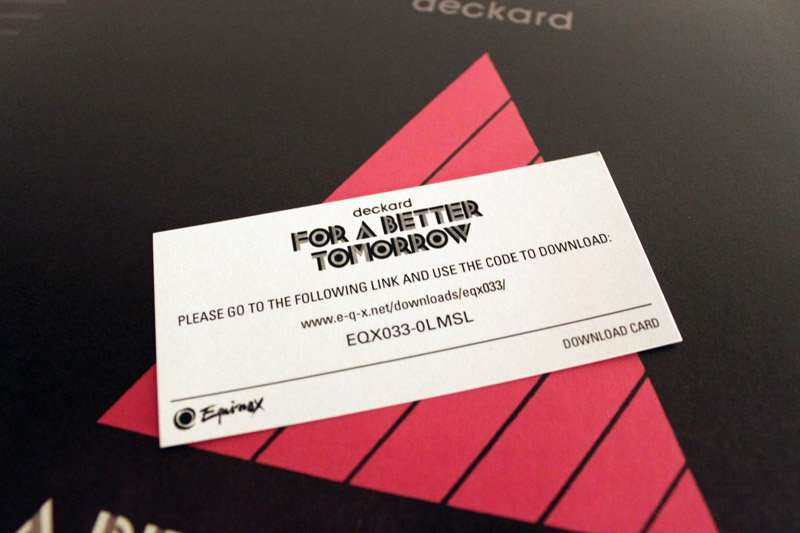 deckard
deckard
FOR A BETTER
TOMORROW
PLEASE GO TO THE FOLLOWING LINK AND USE THE CODE TO DOWNLOAD:
www.e-q-x.net/downloads/eqx033/
EQX033-0LMSL
DOWNLOAD CARD
Equinox